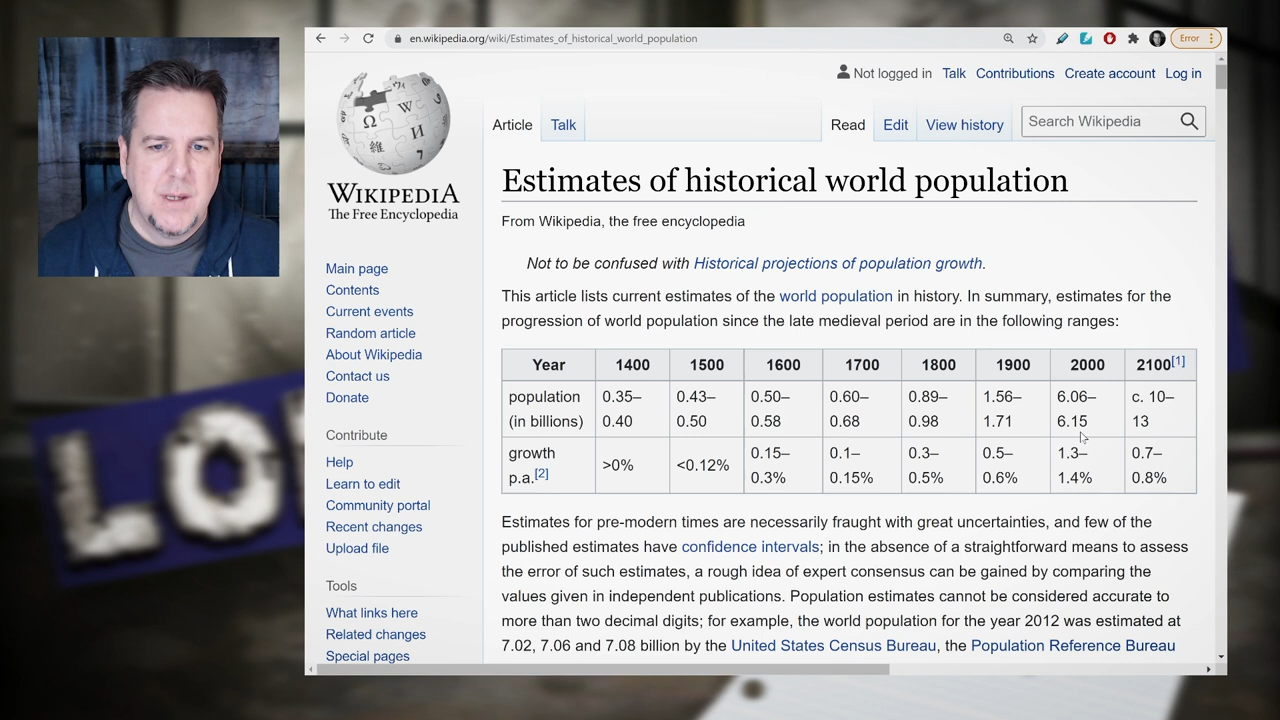 en.wikipedia.org/wiki/Estimates_of_historical_world_population
Error
Not logged in Talk Contributions Create account Log in
Article Talk Read Edit View history Search Wikipedia
WIKIPEDIA
The Free Encyclopedia
Main page
Contents
Current events
Random article
About Wikipedia
Contact us
Donate
Contribute
Help
Learn to edit
Community portal
Recent changes
Upload file
Tools
What links here
Related changes
Special pages
Estimates of historical world population
From Wikipedia, the free encyclopedia
Not to be confused with Historical projections of population growth.
This article lists current estimates of the world population in history. In summary, estimates for the
progression of world population since the late medieval period are in the following ranges:
Year 1400 1500 1600 1700 1800 1900 2000 2100[1]
population 0.35– 0.43– 0.50– 0.60– 0.89– 1.56– 6.06– c. 10–
(in billions) 0.40 0.50 0.58 0.68 0.98 1.71 6.15 13
growth 0.15– 0.1– 0.3– 0.5– 1.3– 0.7–
p.a.[2] >0% <0.12% 0.3% 0.15% 0.5% 0.6% 1.4% 0.8%
Estimates for pre-modern times are necessarily fraught with great uncertainties, and few of the
published estimates have confidence intervals; in the absence of a straightforward means to assess
the error of such estimates, a rough idea of expert consensus can be gained by comparing the
values given in independent publications. Population estimates cannot be considered accurate to
more than two decimal digits; for example, the world population for the year 2012 was estimated at
7.02, 7.06 and 7.08 billion by the United States Census Bureau, the Population Reference Bureau
LO